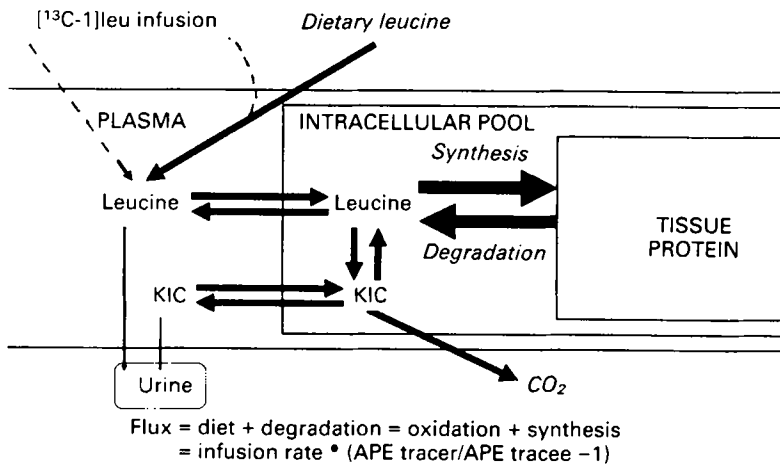 [¹³C-1]leu infusion
Dietary leucine
PLASMA
INTRACELLULAR POOL
Synthesis
Leucine
Leucine
Degradation
TISSUE
PROTEIN
KIC
KIC
Urine
CO₂
Flux = diet + degradation = oxidation + synthesis
= infusion rate • (APE tracer/APE tracee −1)